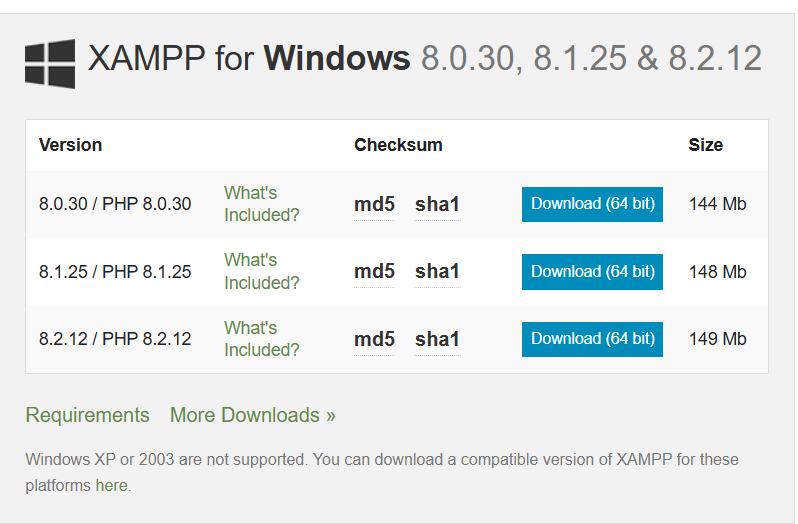 XAMPP for Windows 8.0.30, 8.1.25 & 8.2.12
Version Checksum Size
8.0.30 / PHP 8.0.30 What's Included? md5 sha1 Download (64 bit) 144 Mb
8.1.25 / PHP 8.1.25 What's Included? md5 sha1 Download (64 bit) 148 Mb
8.2.12 / PHP 8.2.12 What's Included? md5 sha1 Download (64 bit) 149 Mb
Requirements More Downloads »
Windows XP or 2003 are not supported. You can download a compatible version of XAMPP for these
platforms here.